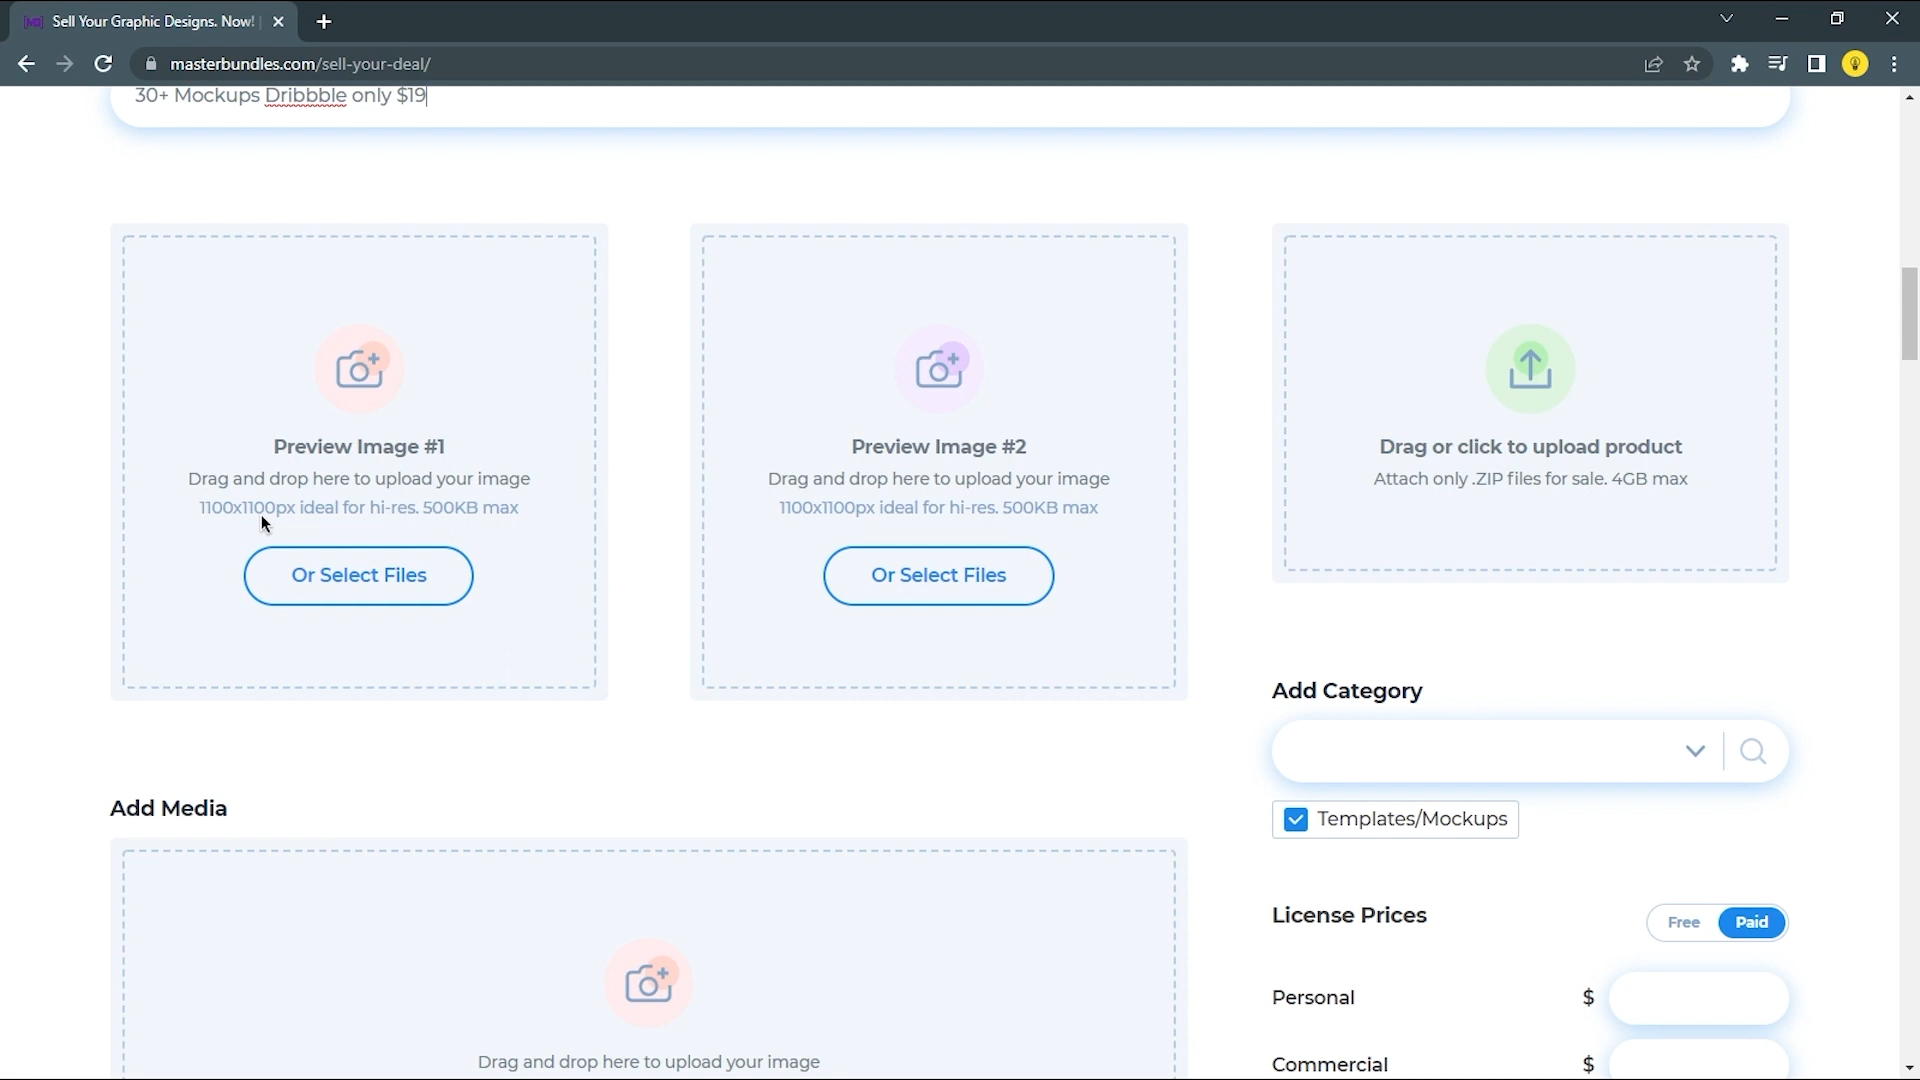 Sell Your Graphic Designs. Now!
masterbundles.com/sell-your-deal/
30+ Mockups Dribbble only $19
Preview Image #1
Drag and drop here to upload your image
1100x1100px ideal for hi-res. 500KB max
Or Select Files
Preview Image #2
Drag and drop here to upload your image
1100x1100px ideal for hi-res. 500KB max
Or Select Files
Drag or click to upload product
Attach only .ZIP files for sale. 4GB max
Add Category
Templates/Mockups
License Prices
Free
Paid
Personal
$
Commercial
$
Add Media
Drag and drop here to upload your image